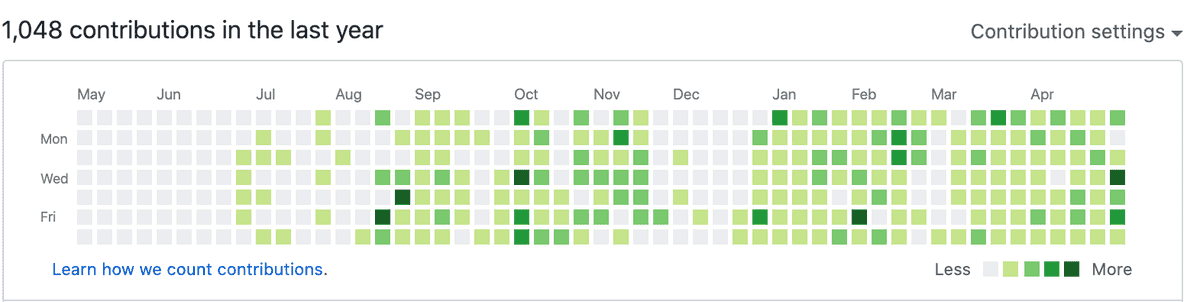 1,048 contributions in the last year
Contribution settings
May Jun Jul Aug Sep Oct Nov Dec Jan Feb Mar Apr
Mon
Wed
Fri
Learn how we count contributions.
Less More